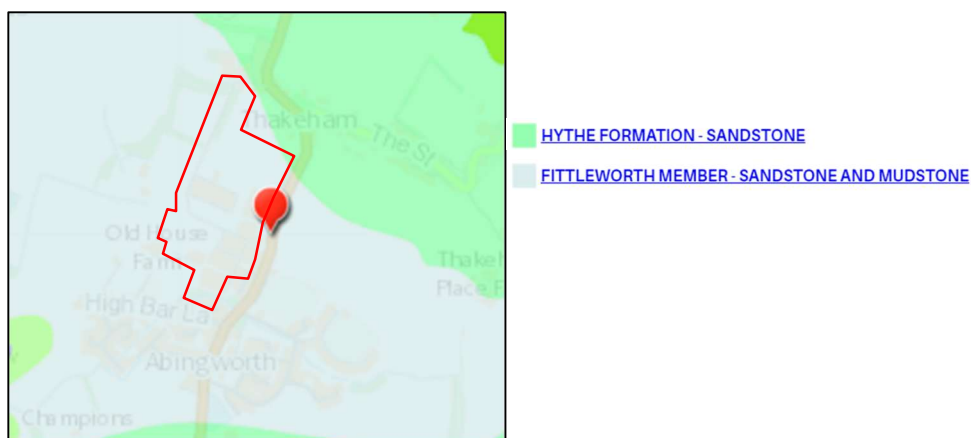 Thakeham
The St
HYTHE FORMATION - SANDSTONE
FITTLEWORTH MEMBER - SANDSTONE AND MUDSTONE
Old House
Farm
Thakeh
Place F
High Bar La
Abingworth
Champions